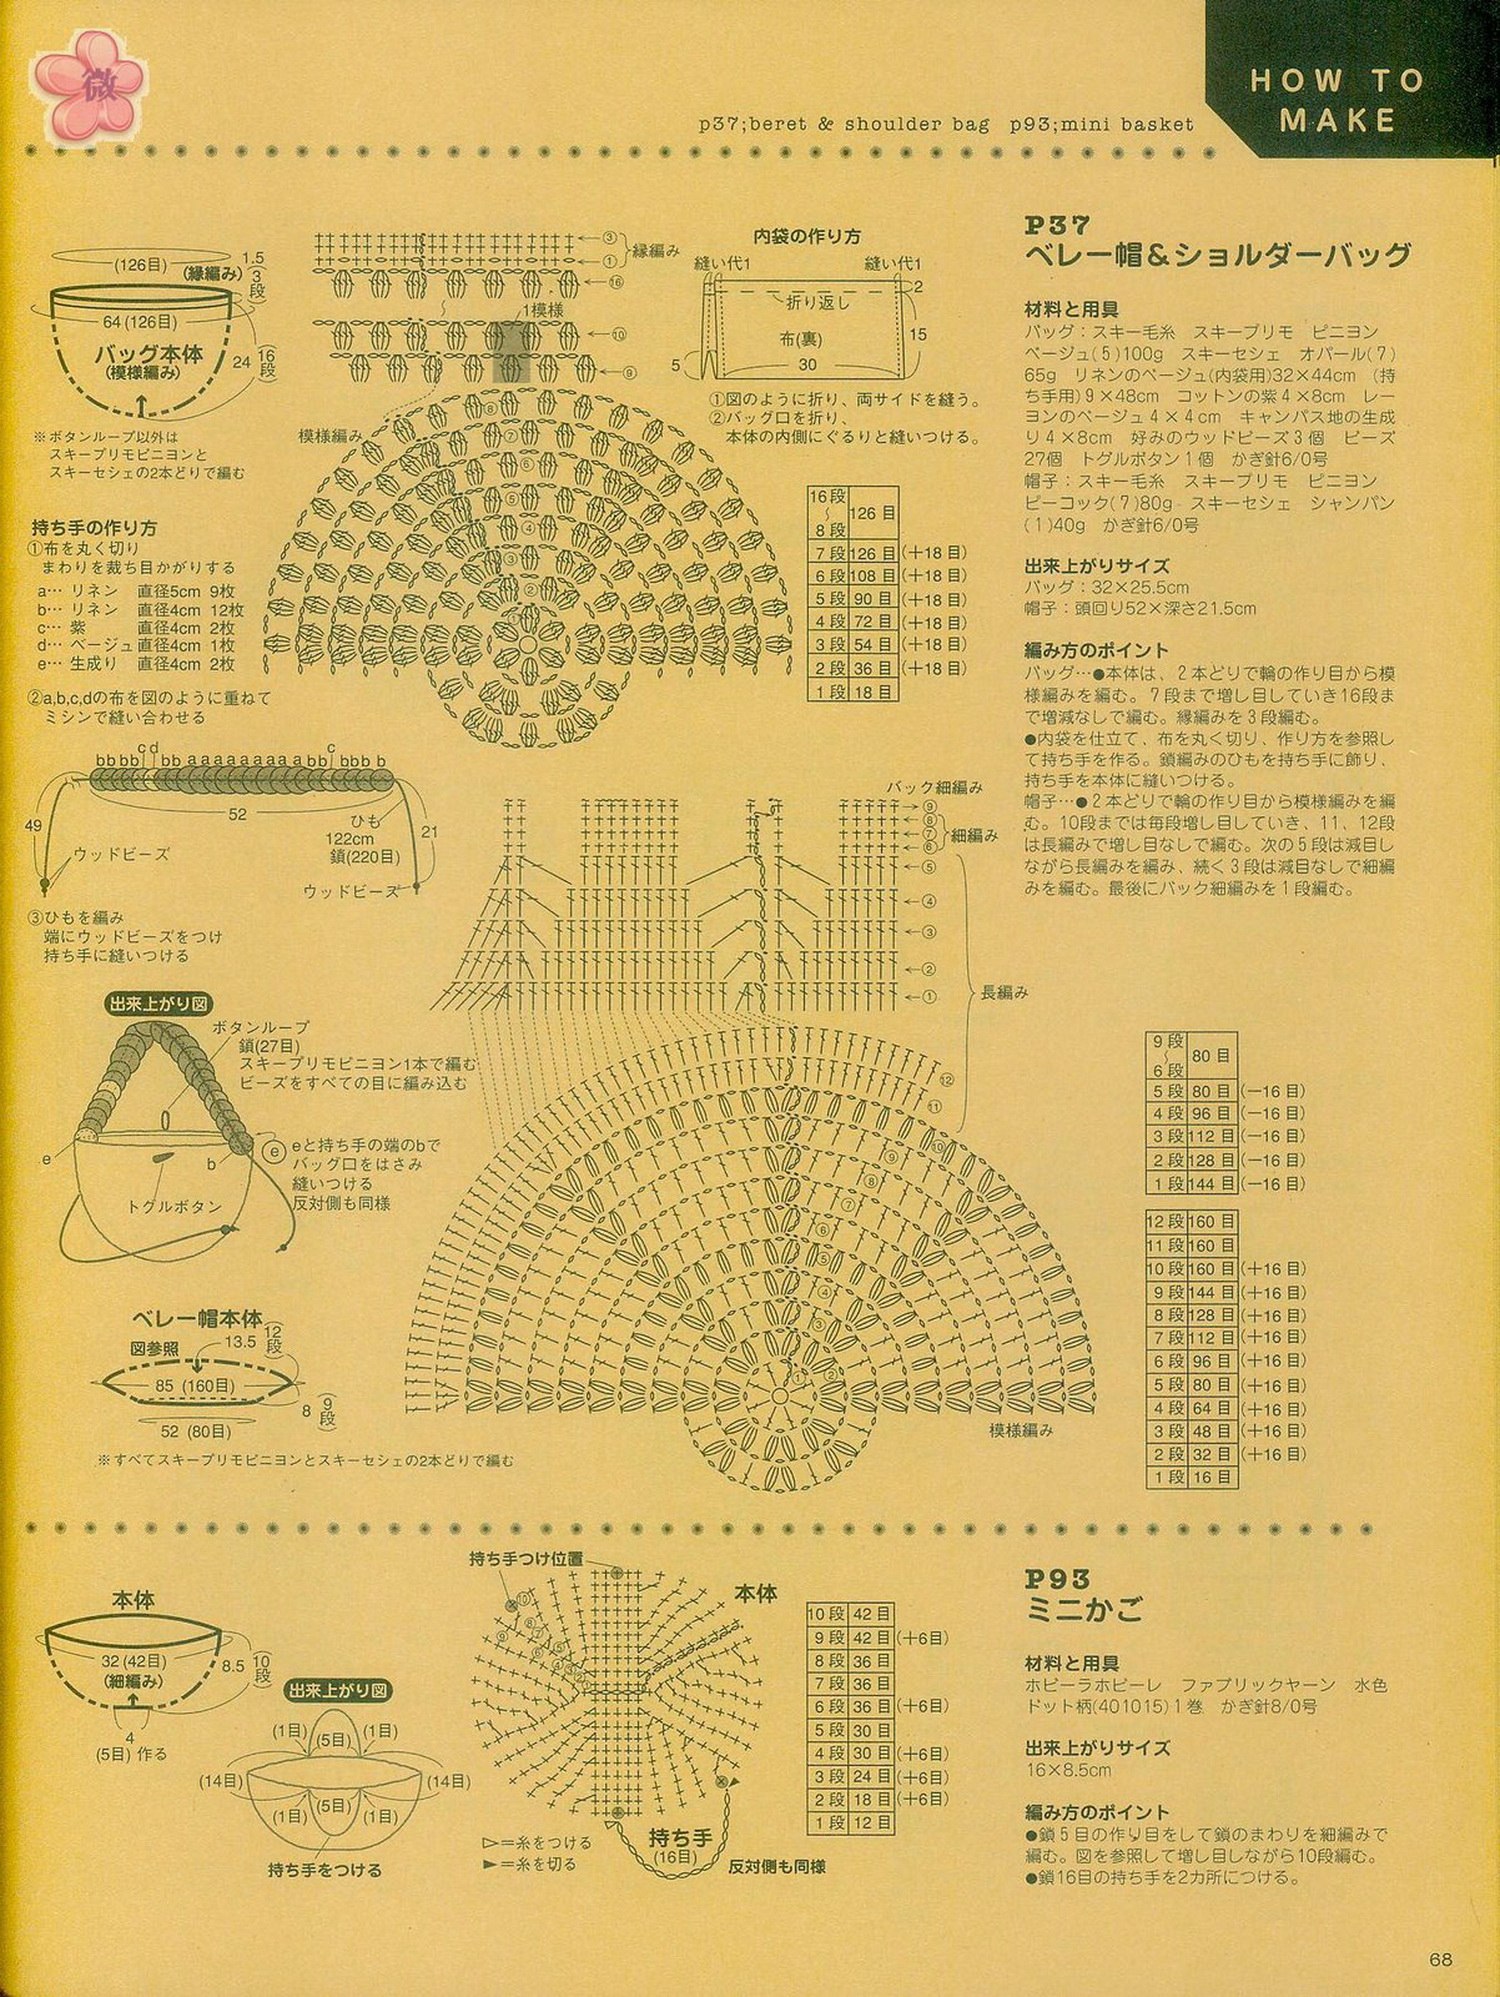 微
HOW TO
MAKE
p37;beret & shoulder bag p93;mini basket
P37
ベレー帽＆ショルダーバッグ
材料と用具
バッグ：スキー毛糸 スキープリモ ピニヨン
ベージュ(5)100g スキーセシェ オパール(7)
65g リネンのベージュ(内袋用)32×44cm (持
ち手用)9×48cm コットンの紫4×8cm レー
ヨンのベージュ4×4cm キャンバス地の生成
り4×8cm 好みのウッドビーズ3個 ビーズ
27個 トグルボタン1個 かぎ針6/0号
帽子：スキー毛糸 スキープリモ ピニヨン
ピーコック(7)80g スキーセシェ シャンパン
(1)40g かぎ針6/0号
出来上がりサイズ
バッグ：32×25.5cm
帽子：頭回り52×深さ21.5cm
編み方のポイント
バッグ…●本体は、2本どりで輪の作り目から模
様編みを編む。7段まで増し目していき16段ま
で増減なしで編む。縁編みを3段編む。
●内袋を仕立て、布を丸く切り、作り方を参照し
て持ち手を作る。鎖編みのひもを持ち手に飾り、
持ち手を本体に縫いつける。
帽子…●2本どりで輪の作り目から模様編みを編
む。10段までは毎段増し目していき、11、12段
は長編みで増し目なしで編む。次の5段は減目し
ながら長編みを編み、続く3段は減目なしで細編
みを編む。最後にバック細編みを1段編む。
(126目)
(縁編み)
1.5
(3段)
64(126目)
バッグ本体
(模様編み)
24
(16段)
※ボタンループ以外は
スキープリモピニヨンと
スキーセシェの2本どりで編む
③
①
縁編み
⑯
1模様
⑩
⑨
模様編み
⑧
⑦
⑥
⑤
④
③
②
①
内袋の作り方
縫い代1
縫い代1
2
折り返し
布(裏)
15
5
30
①図のように折り、両サイドを縫う。
②バッグ口を折り、
本体の内側にぐるりと縫いつける。
16段
〜
8段
126目
7段 126目 (＋18目)
6段 108目 (＋18目)
5段 90目 (＋18目)
4段 72目 (＋18目)
3段 54目 (＋18目)
2段 36目 (＋18目)
1段 18目
持ち手の作り方
①布を丸く切り
まわりを裁ち目かがりする
a… リネン 直径5cm 9枚
b… リネン 直径4cm 12枚
c… 紫 直径4cm 2枚
d… ベージュ 直径4cm 1枚
e… 生成り 直径4cm 2枚
②a,b,c,dの布を図のように重ねて
ミシンで縫い合わせる
bbbb c d bb aaaaaaaaa bb c bbb b
52
49
ひも
122cm
鎖(220目)
21
ウッドビーズ
ウッドビーズ
③ひもを編み
端にウッドビーズをつけ
持ち手に縫いつける
出来上がり図
ボタンループ
鎖(27目)
スキープリモピニヨン1本で編む
ビーズをすべての目に編み込む
e
b
ⓔ
eと持ち手の端のbで
バッグ口をはさみ
縫いつける
反対側も同様
トグルボタン
バック細編み
⑨
⑧
⑦
⑥
細編み
⑤
④
③
②
①
長編み
⑫
⑪
⑩
⑨
⑧
⑦
⑥
⑤
④
③
②
①
模様編み
9段
〜
6段
80目
5段 80目 (−16目)
4段 96目 (−16目)
3段 112目 (−16目)
2段 128目 (−16目)
1段 144目 (−16目)
12段 160目
11段 160目
10段 160目 (＋16目)
9段 144目 (＋16目)
8段 128目 (＋16目)
7段 112目 (＋16目)
6段 96目 (＋16目)
5段 80目 (＋16目)
4段 64目 (＋16目)
3段 48目 (＋16目)
2段 32目 (＋16目)
1段 16目
ベレー帽本体
図参照
13.5
(12段)
85 (160目)
8
(9段)
52 (80目)
※すべてスキープリモピニヨンとスキーセシェの2本どりで編む
P93
ミニかご
材料と用具
ホビーラホビーレ ファブリックヤーン 水色
ドット柄(401015)1巻 かぎ針8/0号
出来上がりサイズ
16×8.5cm
編み方のポイント
●鎖5目の作り目をして鎖のまわりを細編みで
編む。図を参照して増し目しながら10段編む。
●鎖16目の持ち手を2カ所につける。
本体
32(42目)
(細編み)
8.5
(10段)
4
(5目)作る
出来上がり図
(1目)
(5目)
(1目)
(14目)
(14目)
(1目)
(5目)
(1目)
持ち手をつける
持ち手つけ位置
本体
▷＝糸をつける
▶＝糸を切る
持ち手
(16目)
反対側も同様
10段 42目
9段 42目 (＋6目)
8段 36目
7段 36目
6段 36目 (＋6目)
5段 30目
4段 30目 (＋6目)
3段 24目 (＋6目)
2段 18目 (＋6目)
1段 12目
68